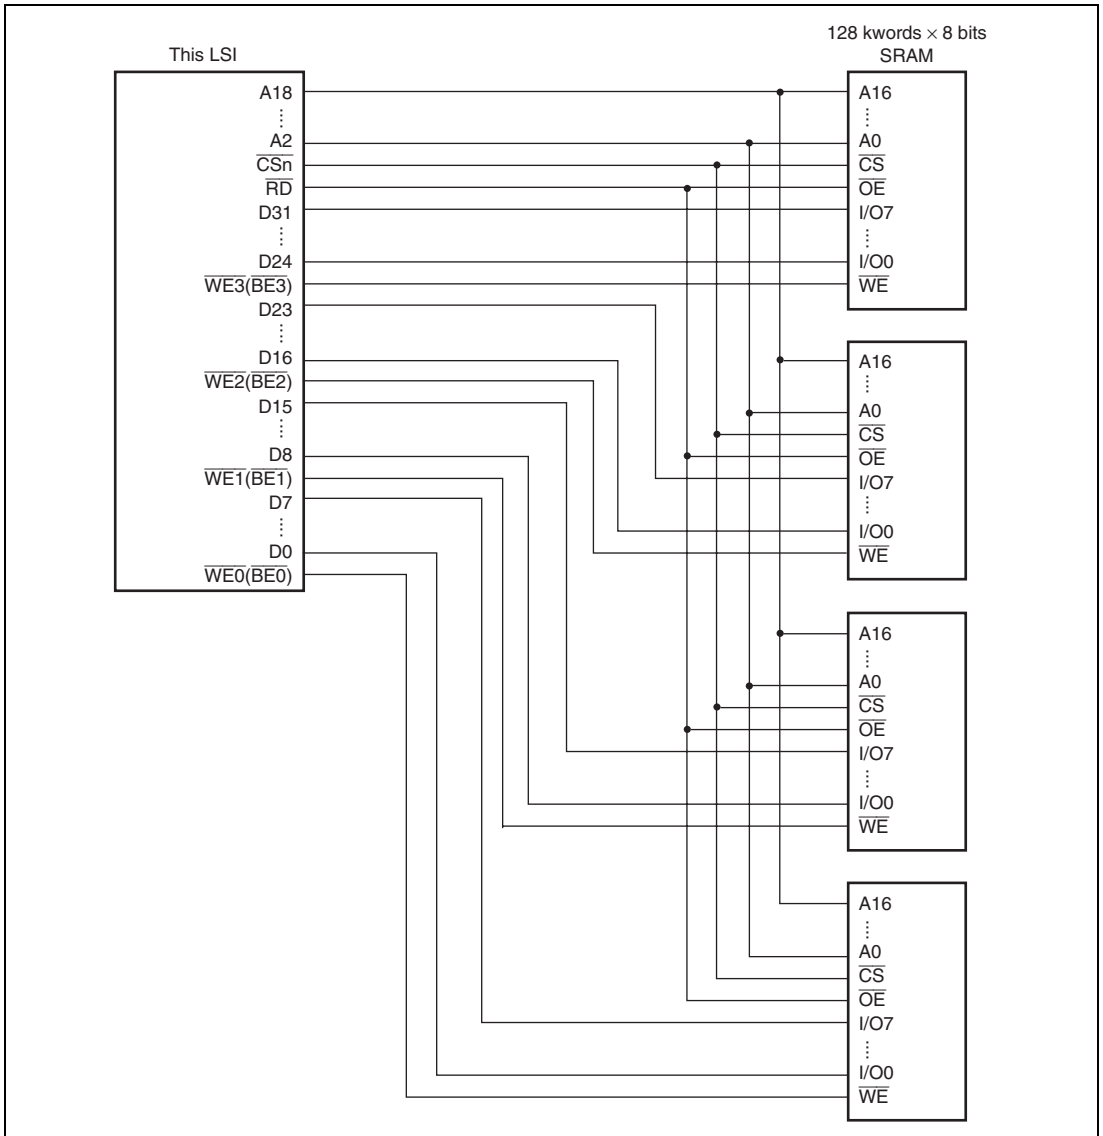 This LSI
A18
A2
CSn
RD
D31
D24
WE3(BE3)
D23
D16
WE2(BE2)
D15
D8
WE1(BE1)
D7
D0
WE0(BE0)
128 kwords × 8 bits
SRAM
A16
A0
CS
OE
I/O7
I/O0
WE
A16
A0
CS
OE
I/O7
I/O0
WE
A16
A0
CS
OE
I/O7
I/O0
WE
A16
A0
CS
OE
I/O7
I/O0
WE